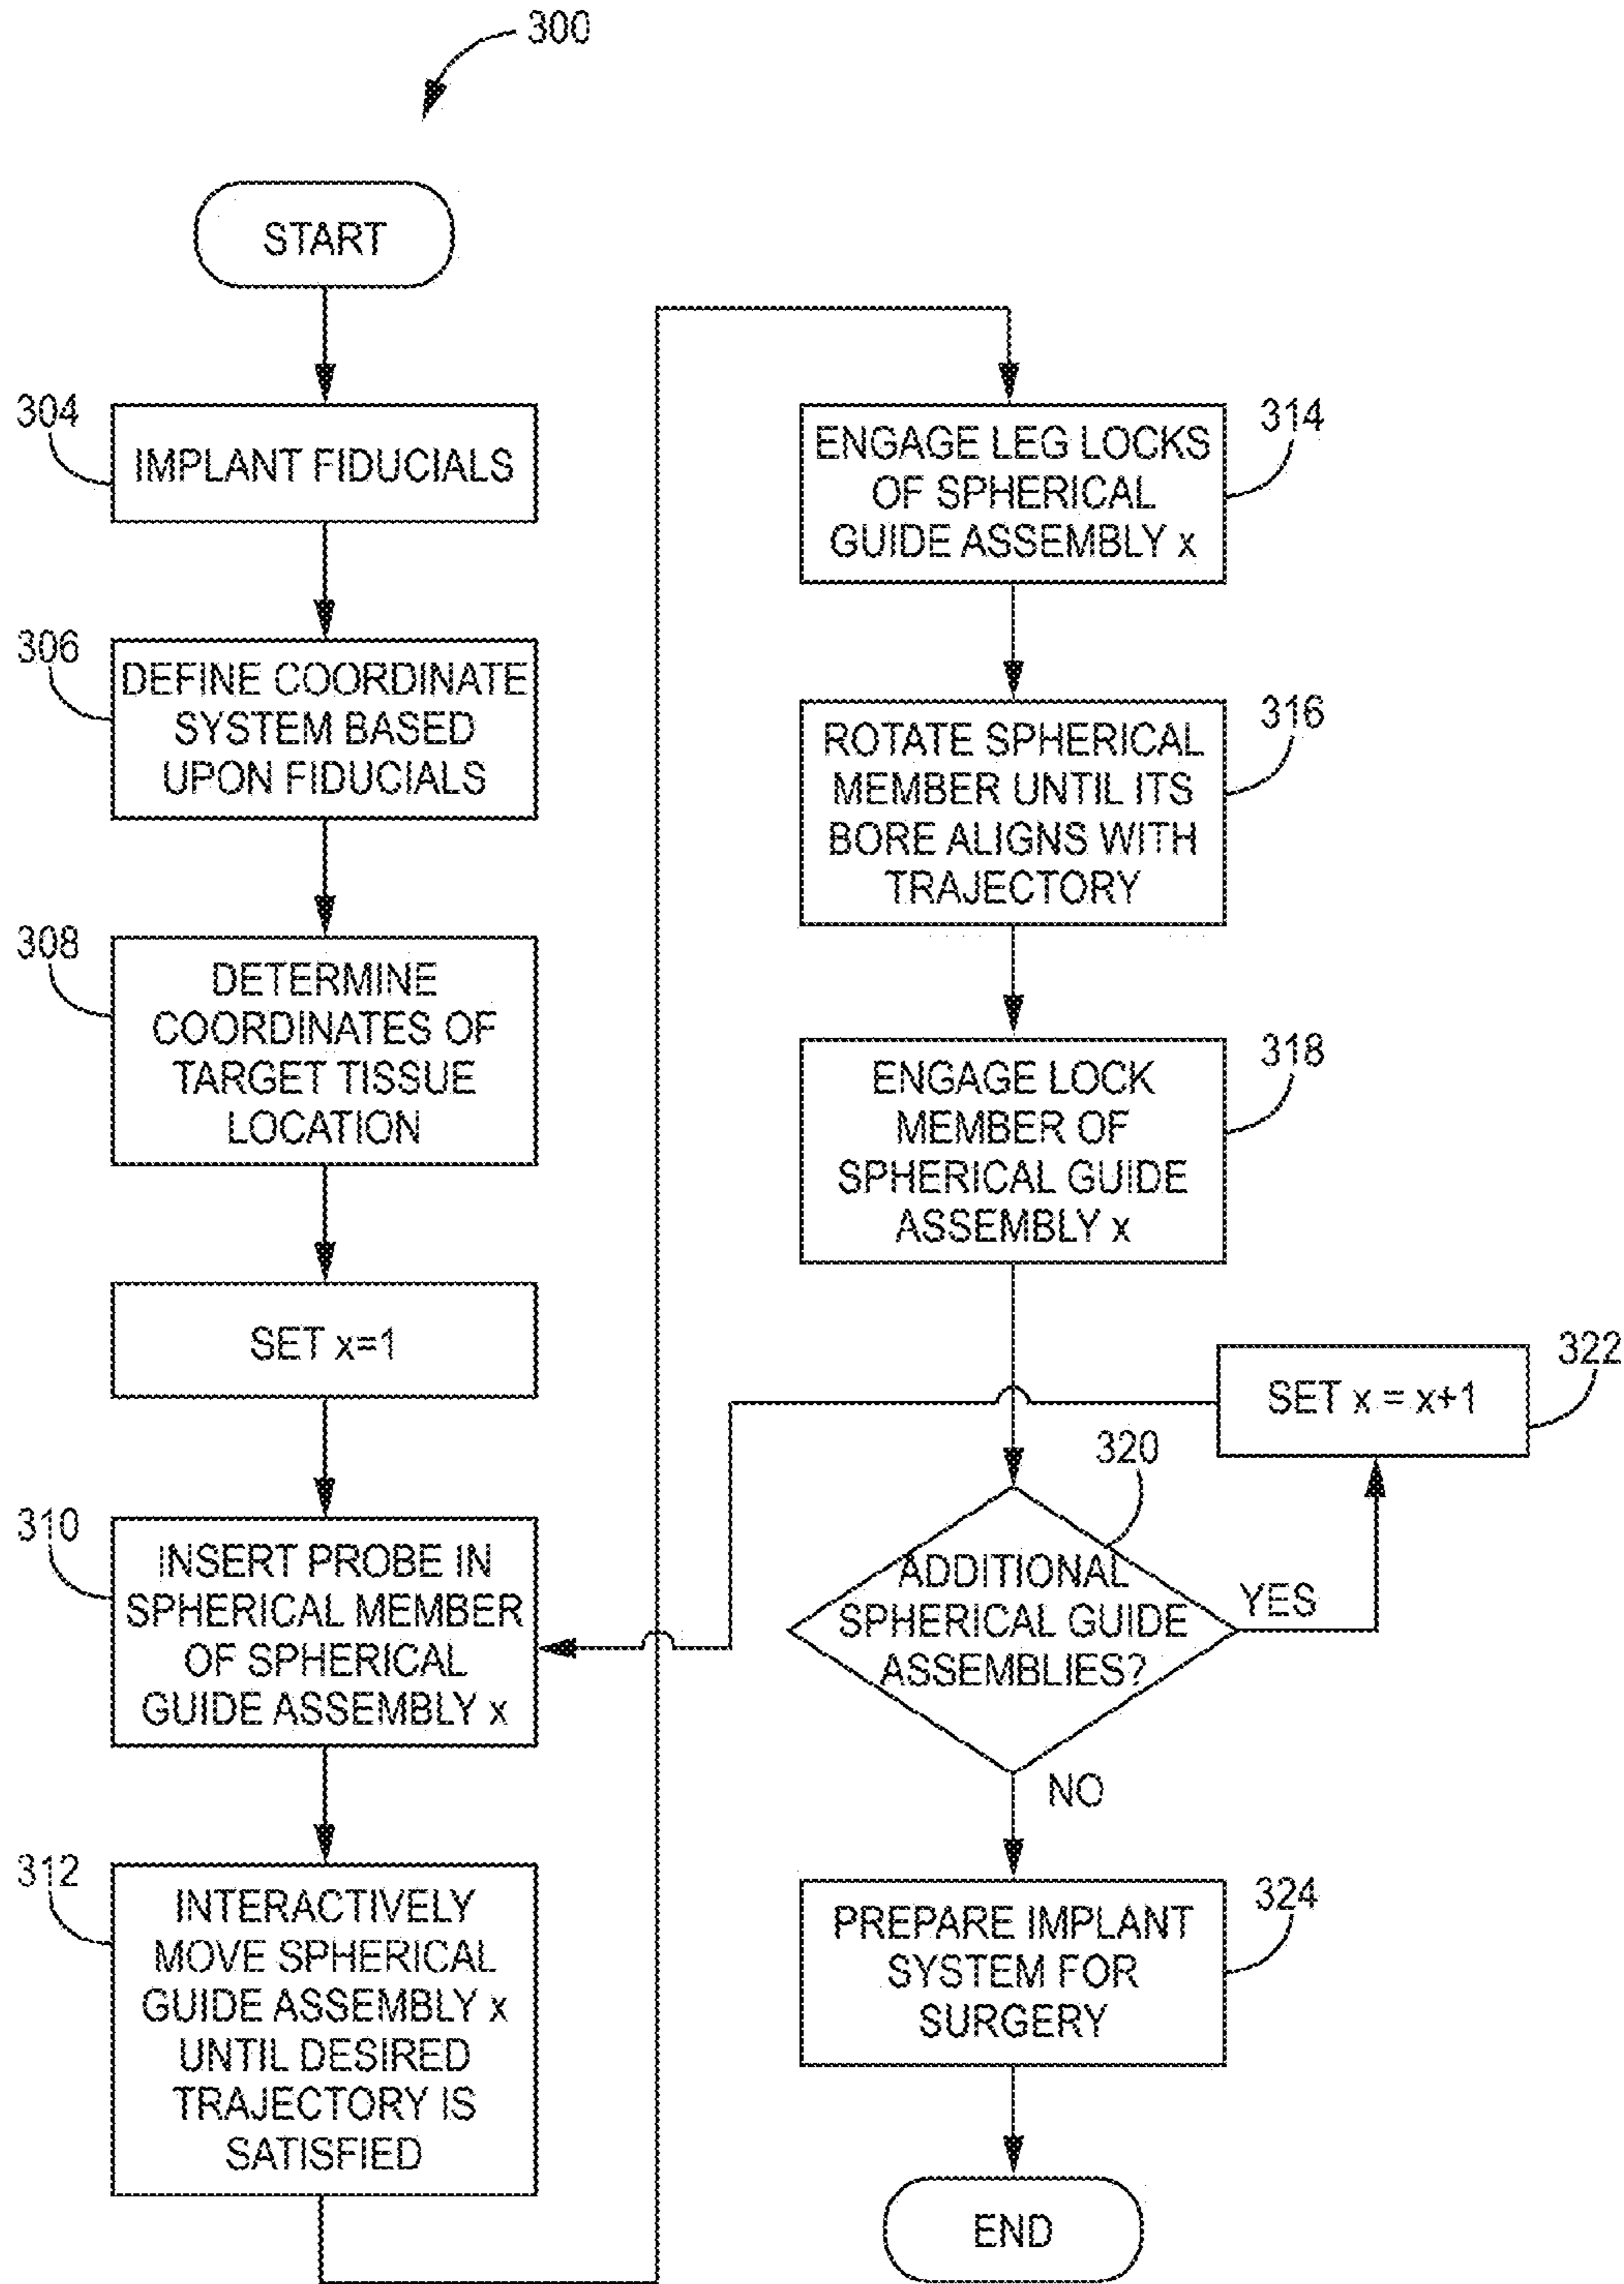 300
START
304
IMPLANT FIDUCIALS
306
DEFINE COORDINATE
SYSTEM BASED
UPON FIDUCIALS
308
DETERMINE
COORDINATES OF
TARGET TISSUE
LOCATION
SET x=1
310
INSERT PROBE IN
SPHERICAL MEMBER
OF SPHERICAL
GUIDE ASSEMBLY x
312
INTERACTIVELY
MOVE SPHERICAL
GUIDE ASSEMBLY x
UNTIL DESIRED
TRAJECTORY IS
SATISFIED
314
ENGAGE LEG LOCKS
OF SPHERICAL
GUIDE ASSEMBLY x
316
ROTATE SPHERICAL
MEMBER UNTIL ITS
BORE ALIGNS WITH
TRAJECTORY
318
ENGAGE LOCK
MEMBER OF
SPHERICAL GUIDE
ASSEMBLY x
322
SET x = x+1
320
ADDITIONAL
SPHERICAL GUIDE
ASSEMBLIES?
YES
NO
324
PREPARE IMPLANT
SYSTEM FOR
SURGERY
END